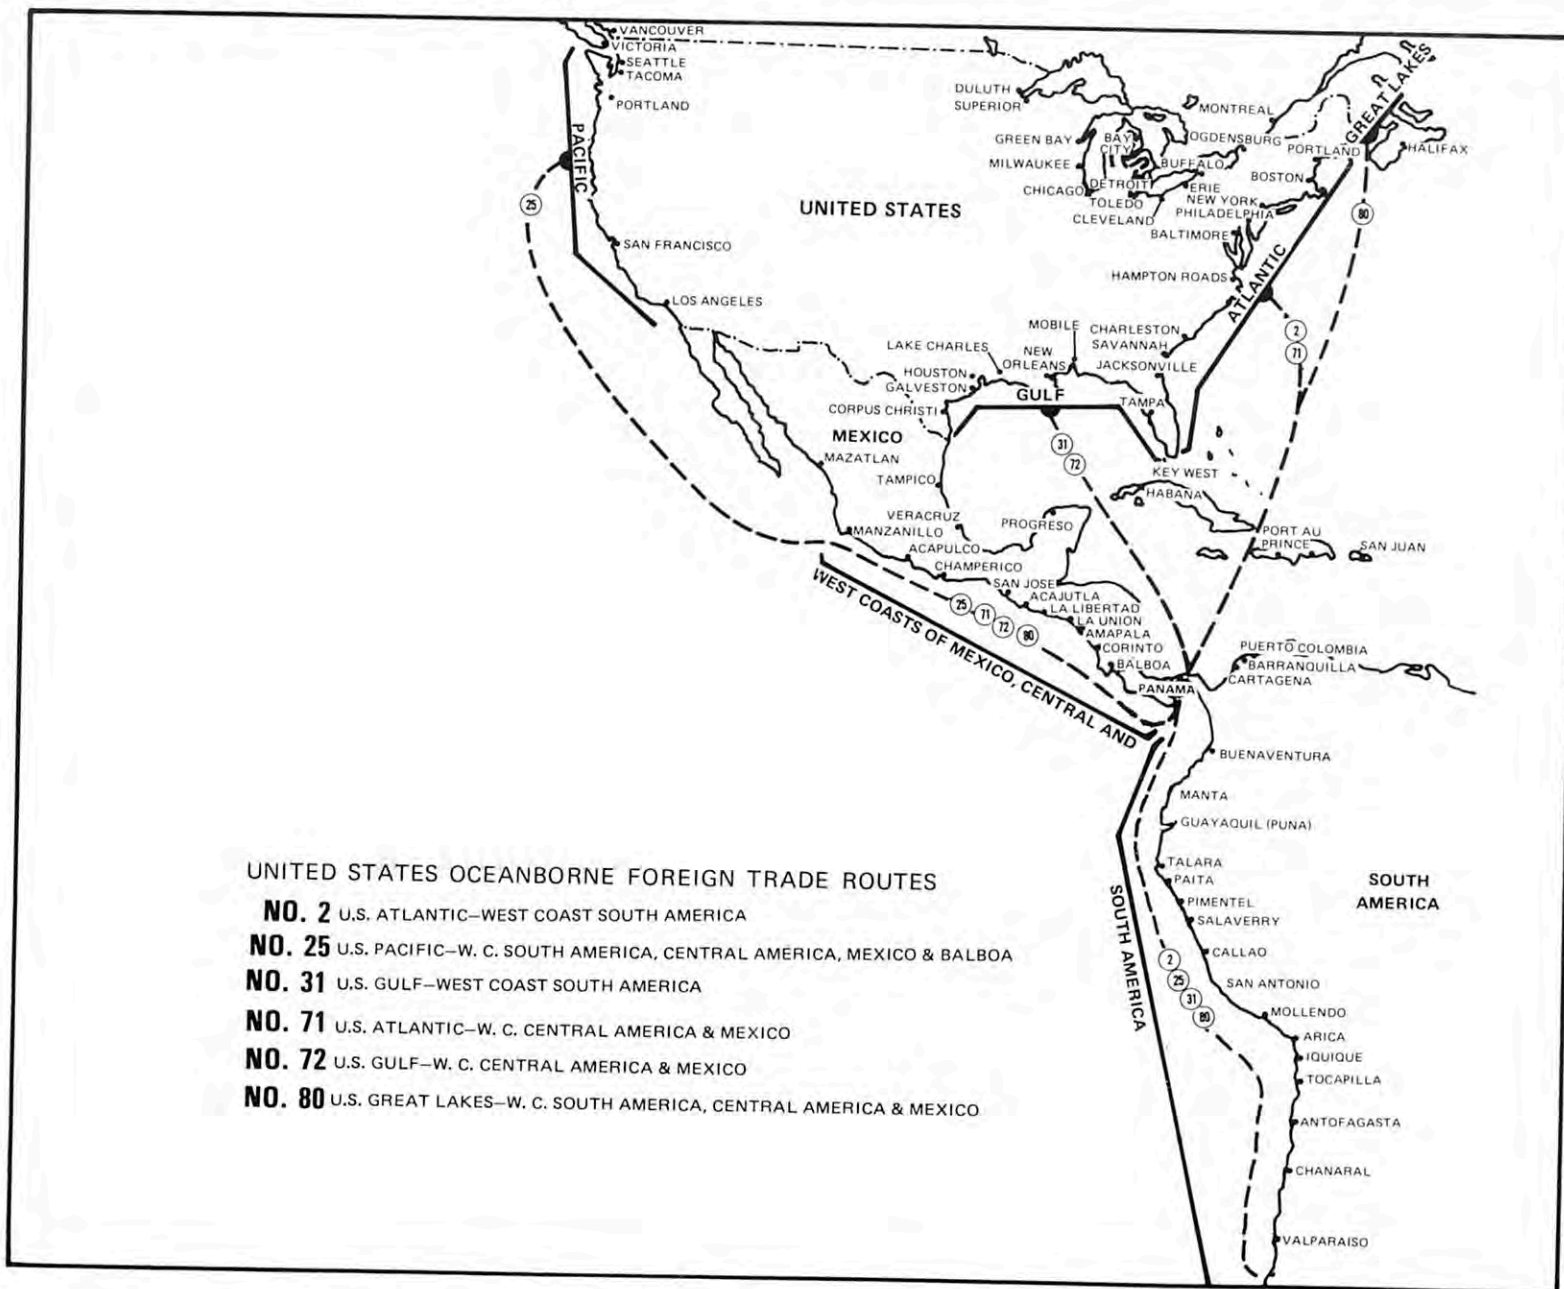 VANCOUVER
VICTORIA
SEATTLE
TACOMA
PORTLAND
PACIFIC
25
SAN FRANCISCO
LOS ANGELES
UNITED STATES
DULUTH
SUPERIOR
GREEN BAY
MILWAUKEE
CHICAGO
BAY
CITY
DETROIT
TOLEDO
CLEVELAND
ERIE
BUFFALO
OGDENSBURG
MONTREAL
GREAT LAKES
PORTLAND
HALIFAX
BOSTON
NEW YORK
PHILADELPHIA
BALTIMORE
HAMPTON ROADS
ATLANTIC
80
2
71
MOBILE
CHARLESTON
SAVANNAH
LAKE CHARLES
NEW
ORLEANS
JACKSONVILLE
HOUSTON
GALVESTON
GULF
CORPUS CHRISTI
TAMPA
MEXICO
31
72
MAZATLAN
KEY WEST
TAMPICO
HABANA
VERACRUZ
PROGRESO
MANZANILLO
PORT AU
PRINCE
SAN JUAN
ACAPULCO
CHAMPERICO
SAN JOSE
ACAJUTLA
LA LIBERTAD
LA UNION
AMAPALA
CORINTO
BALBOA
PANAMA
25
71
72
80
WEST COASTS OF MEXICO, CENTRAL AND
PUERTO COLOMBIA
BARRANQUILLA
CARTAGENA
BUENAVENTURA
MANTA
GUAYAQUIL (PUNA)
TALARA
PAITA
PIMENTEL
SALAVERRY
CALLAO
SAN ANTONIO
MOLLENDO
ARICA
IQUIQUE
TOCAPILLA
ANTOFAGASTA
CHANARAL
VALPARAISO
SOUTH
AMERICA
SOUTH AMERICA
2
25
31
80
UNITED STATES OCEANBORNE FOREIGN TRADE ROUTES
NO. 2 U.S. ATLANTIC–WEST COAST SOUTH AMERICA
NO. 25 U.S. PACIFIC–W. C. SOUTH AMERICA, CENTRAL AMERICA, MEXICO & BALBOA
NO. 31 U.S. GULF–WEST COAST SOUTH AMERICA
NO. 71 U.S. ATLANTIC–W. C. CENTRAL AMERICA & MEXICO
NO. 72 U.S. GULF–W. C. CENTRAL AMERICA & MEXICO
NO. 80 U.S. GREAT LAKES–W. C. SOUTH AMERICA, CENTRAL AMERICA & MEXICO